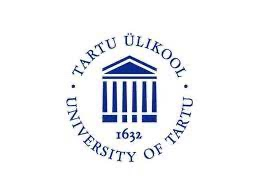 TARTU ÜLIKOOL
1632
· UNIVERSITY OF TARTU ·